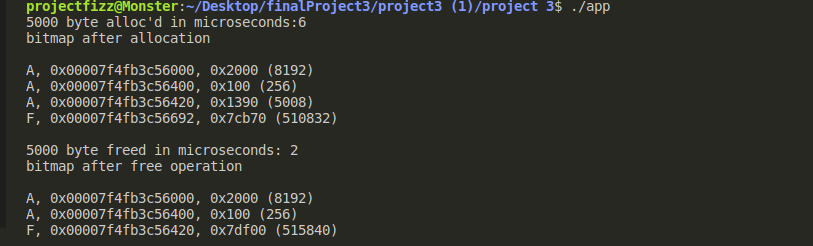 projectfizz@Monster:~/Desktop/finalProject3/project3 (1)/project 3$ ./app
5000 byte alloc'd in microseconds:6
bitmap after allocation
A, 0x00007f4fb3c56000, 0x2000 (8192)
A, 0x00007f4fb3c56400, 0x100 (256)
A, 0x00007f4fb3c56420, 0x1390 (5008)
F, 0x00007f4fb3c56692, 0x7cb70 (510832)
5000 byte freed in microseconds: 2
bitmap after free operation
A, 0x00007f4fb3c56000, 0x2000 (8192)
A, 0x00007f4fb3c56400, 0x100 (256)
F, 0x00007f4fb3c56420, 0x7df00 (515840)